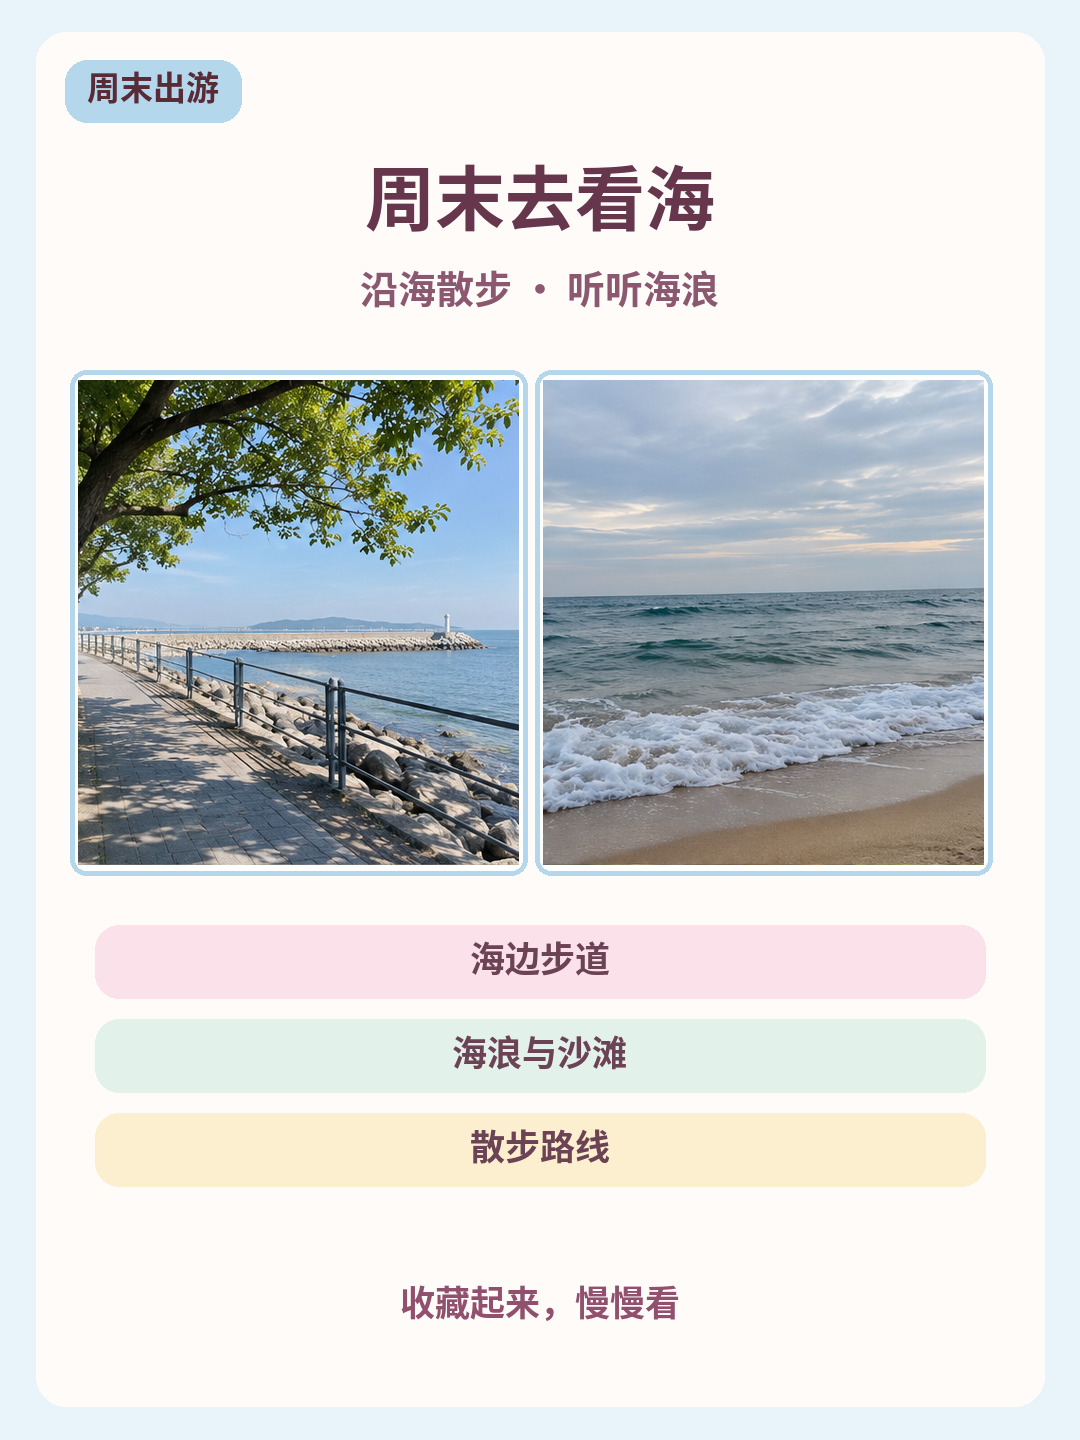 周末出游
周末去看海
沿海散步 · 听听海浪
海边步道
海浪与沙滩
散步路线
收藏起来，慢慢看